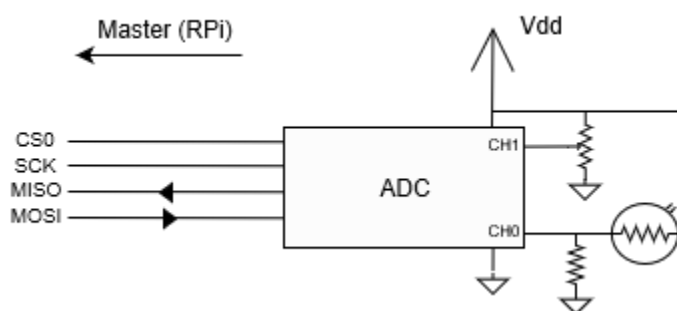 Master (RPi)
Vdd
CS0
SCK
MISO
MOSI
ADC
CH1
CH0